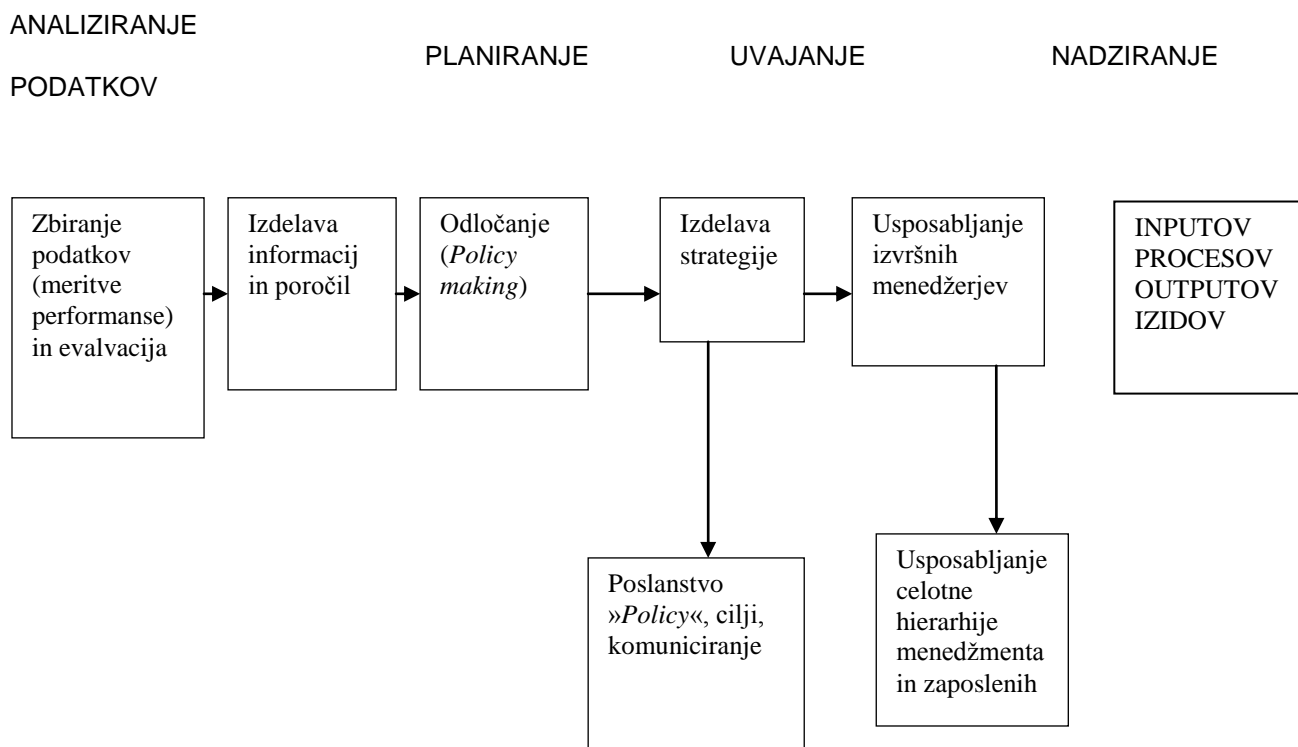 ANALIZIRANJE
PODATKOV
PLANIRANJE
UVAJANJE
NADZIRANJE
Zbiranje
podatkov
(meritve
performanse)
in evalvacija
Izdelava
informacij
in poročil
Odločanje
(Policy
making)
Izdelava
strategije
Usposabljanje
izvršnih
menedžerjev
INPUTOV
PROCESOV
OUTPUTOV
IZIDOV
Poslanstvo
»Policy«, cilji,
komuniciranje
Usposabljanje
celotne
hierarhije
menedžmenta
in zaposlenih